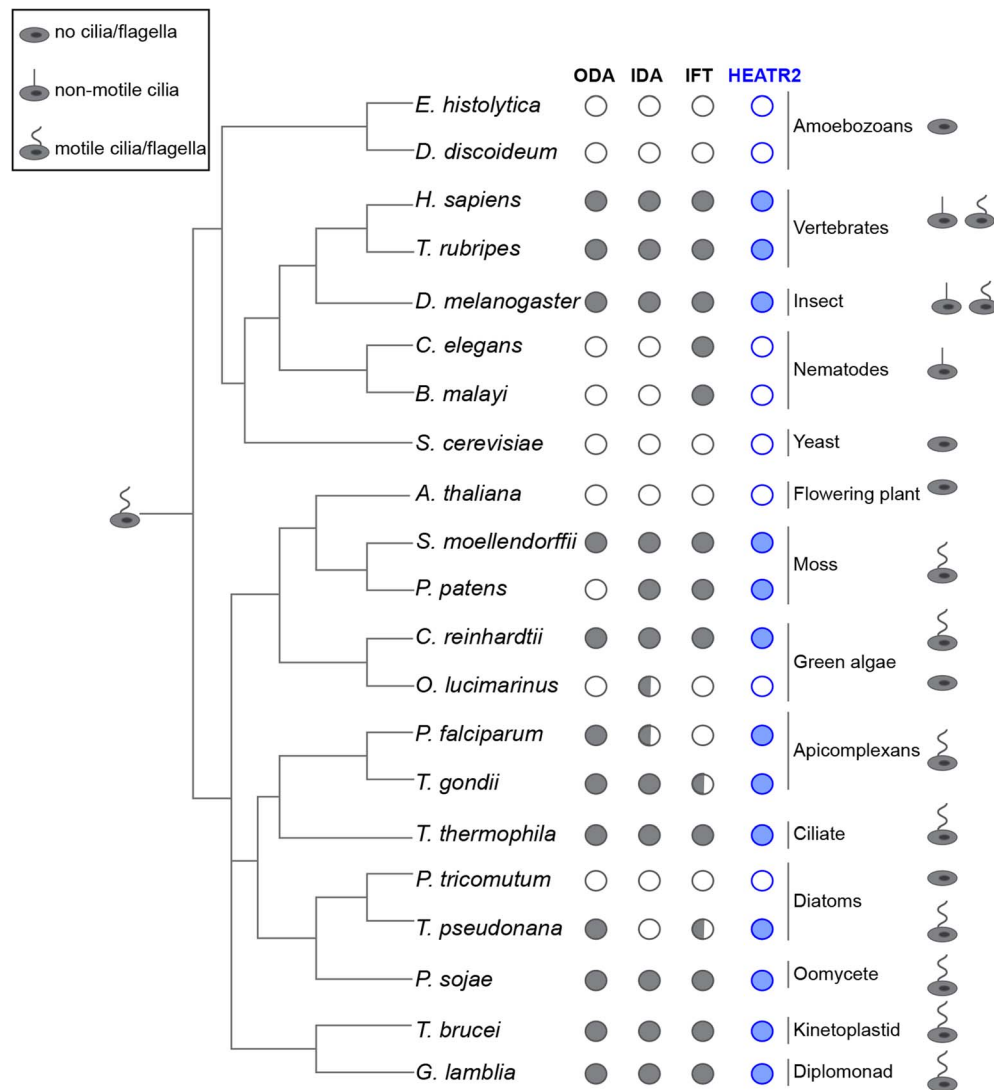 no cilia/flagella
non-motile cilia
motile cilia/flagella
ODA IDA IFT HEATR2
E. histolytica
Amoebozoans
D. discoideum
H. sapiens
Vertebrates
T. rubripes
D. melanogaster Insect
C. elegans
Nematodes
B. malayi
S. cerevisiae Yeast
A. thaliana Flowering plant
S. moellendorffii
Moss
P. patens
C. reinhardtii
Green algae
O. lucimarinus
P. falciparum
Apicomplexans
T. gondii
T. thermophila Ciliate
P. tricomutum
Diatoms
T. pseudonana
P. sojae Oomycete
T. brucei Kinetoplastid
G. lamblia Diplomonad